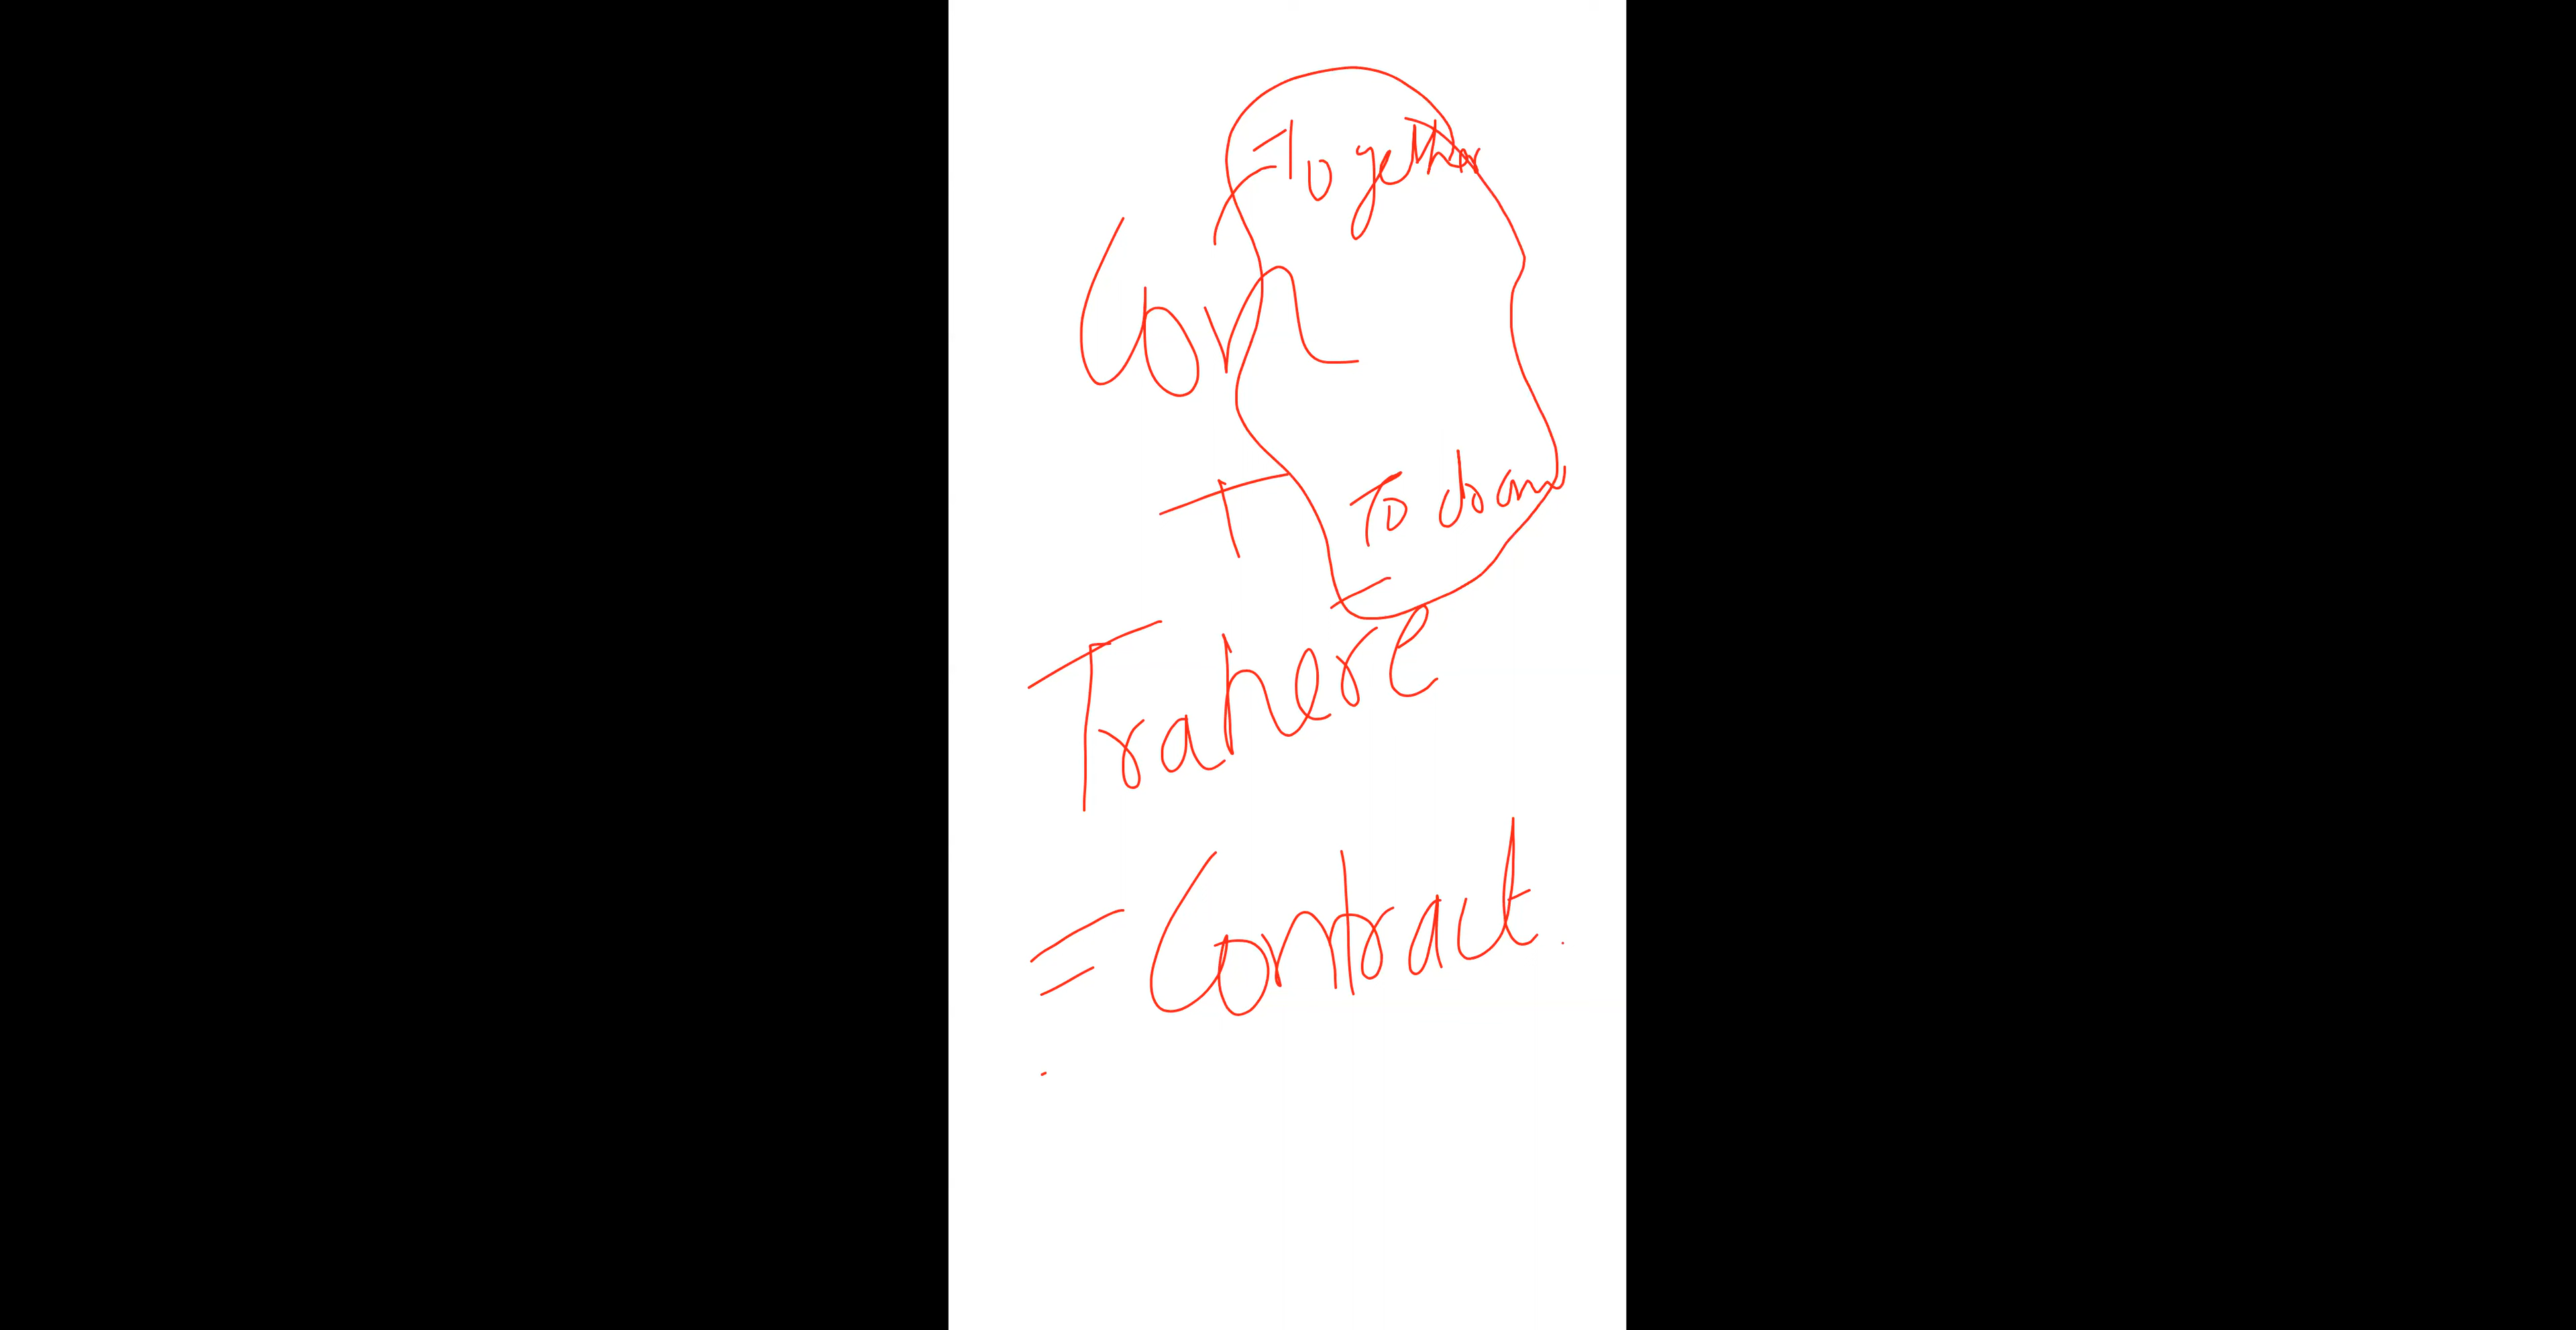 = Together
Con
+ To draw
=
Trahere
= Contract.